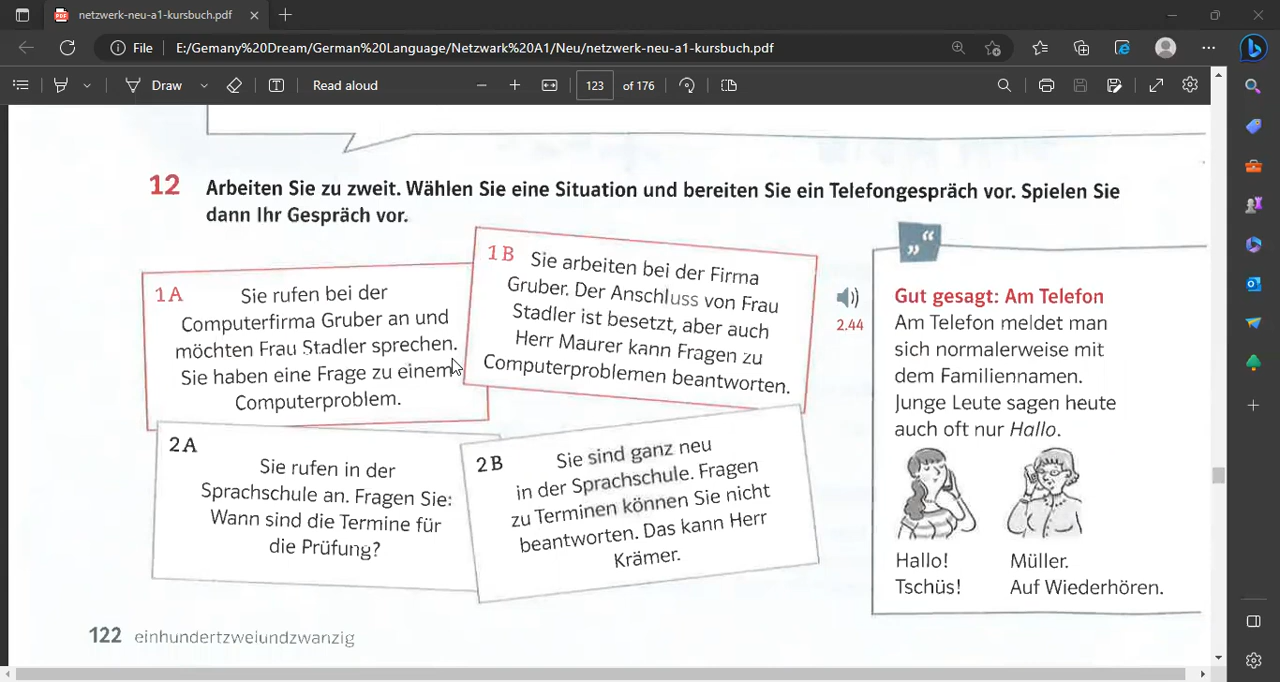 netzwerk-neu-a1-kursbuch.pdf
File E:/Gemany%20Dream/German%20Language/Netzwark%20A1/Neu/netzwerk-neu-a1-kursbuch.pdf
Draw
Read aloud
123 of 176
12 Arbeiten Sie zu zweit. Wählen Sie eine Situation und bereiten Sie ein Telefongespräch vor. Spielen Sie
dann Ihr Gespräch vor.
1 A Sie rufen bei der
Computerfirma Gruber an und
möchten Frau Stadler sprechen.
Sie haben eine Frage zu einem
Computerproblem.
1 B Sie arbeiten bei der Firma
Gruber. Der Anschluss von Frau
Stadler ist besetzt, aber auch
Herr Maurer kann Fragen zu
Computerproblemen beantworten.
2 A
Sie rufen in der
Sprachschule an. Fragen Sie:
Wann sind die Termine für
die Prüfung?
2 B Sie sind ganz neu
in der Sprachschule. Fragen
zu Terminen können Sie nicht
beantworten. Das kann Herr
Krämer.
2.44
„ “
Gut gesagt: Am Telefon
Am Telefon meldet man
sich normalerweise mit
dem Familiennamen.
Junge Leute sagen heute
auch oft nur Hallo.
Hallo!
Tschüs!
Müller.
Auf Wiederhören.
122 einhundertzweiundzwanzig